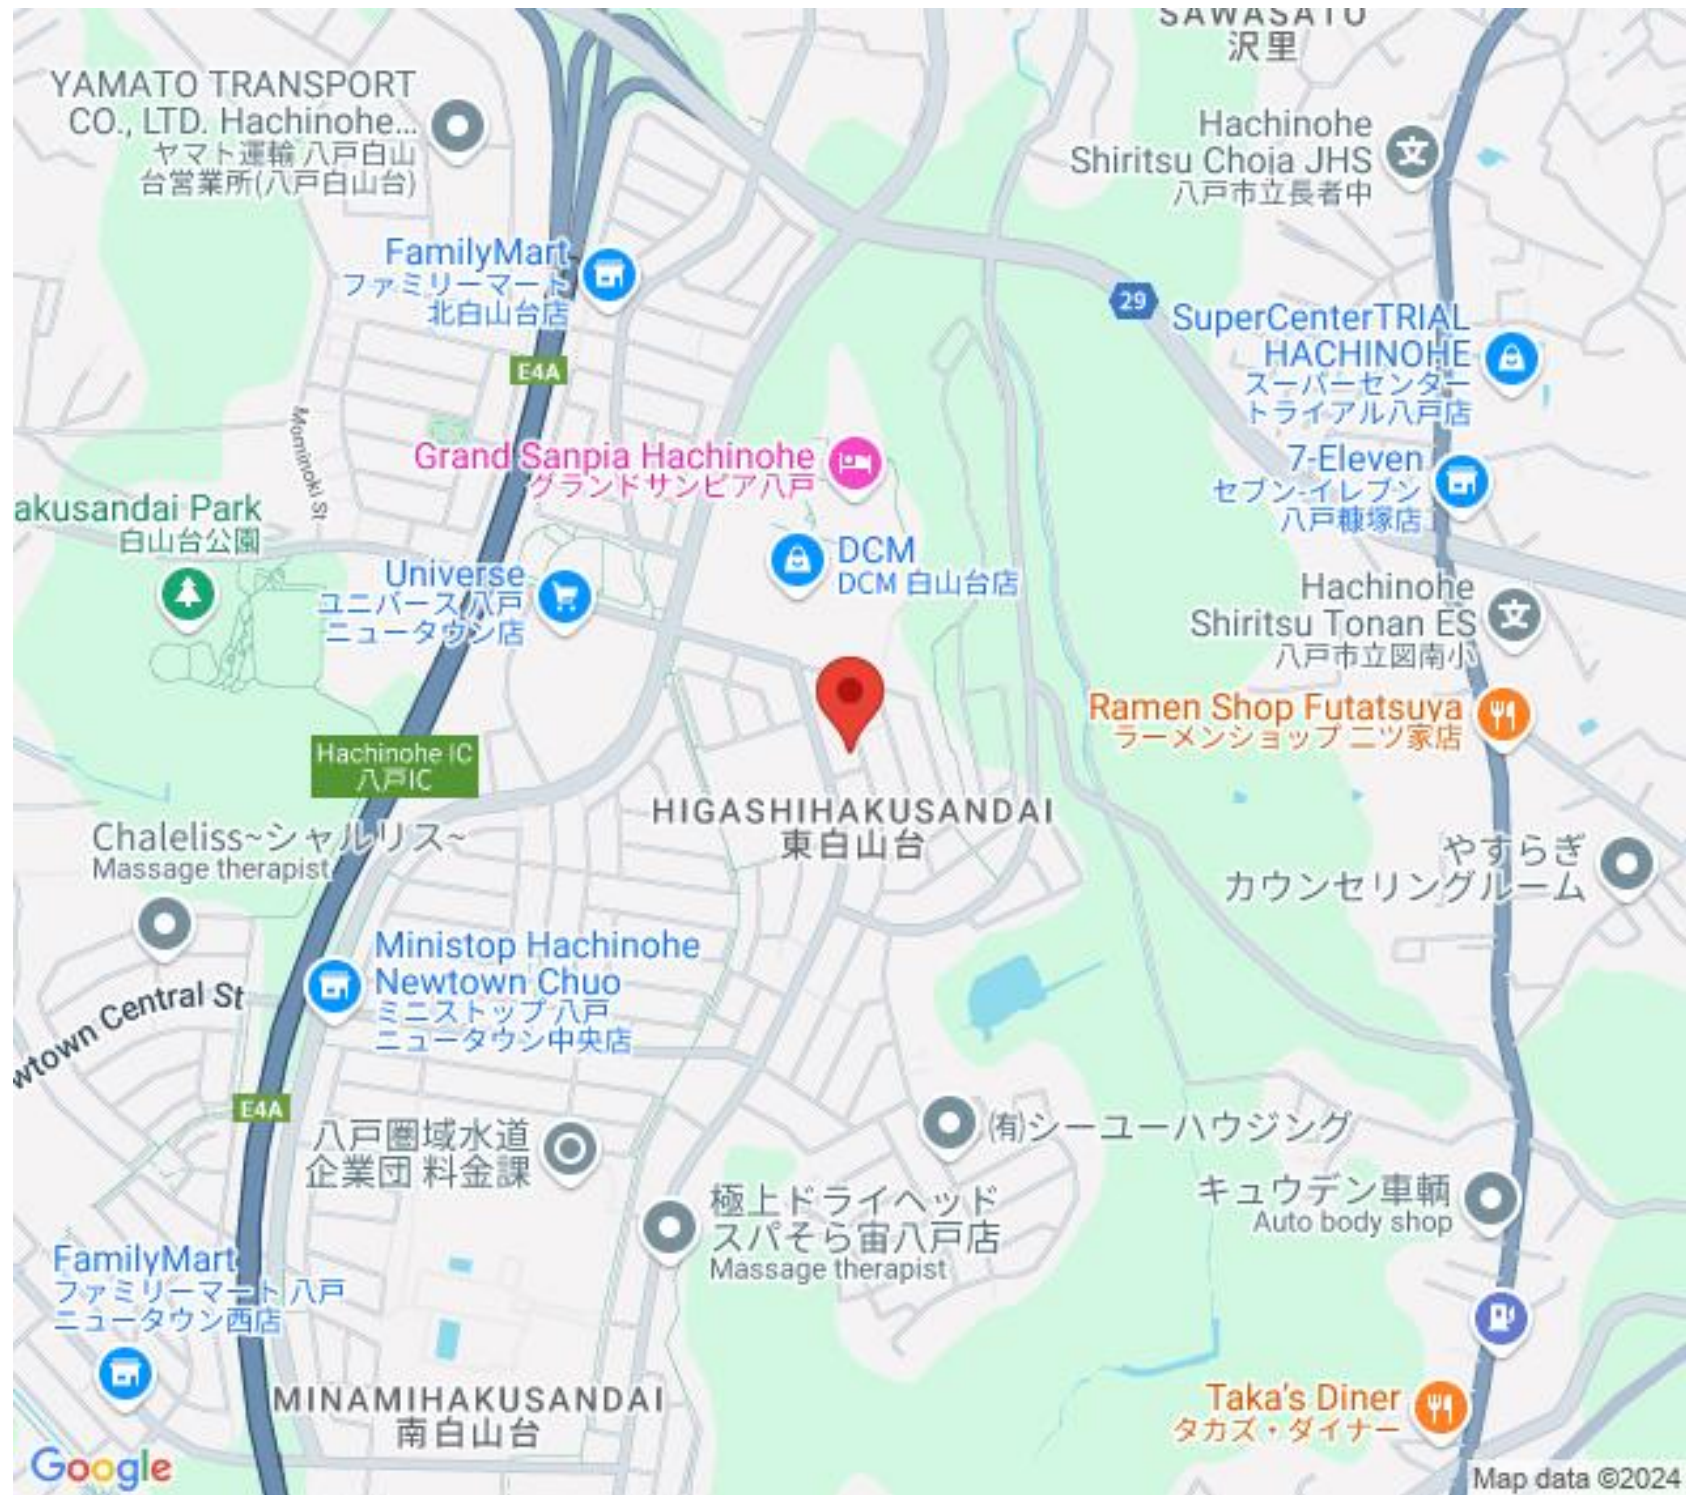 SAWASATO
沢里
YAMATO TRANSPORT
CO., LTD. Hachinohe...
ヤマト運輸 八戸白山
台営業所(八戸白山台)
Hachinohe
Shiritsu Choja JHS
八戸市立長者中
FamilyMart
ファミリーマート
北白山台店
29
SuperCenterTRIAL
HACHINOHE
スーパーセンター
トライアル八戸店
E4A
Mominoki St
Grand Sanpia Hachinohe
グランドサンピア八戸
7-Eleven
セブン-イレブン
八戸糠塚店
akusandai Park
白山台公園
DCM
DCM 白山台店
Universe
ユニバース 八戸
ニュータウン店
Hachinohe
Shiritsu Tonan ES
八戸市立図南小
Ramen Shop Futatsuya
ラーメンショップ 二ツ家店
Hachinohe IC
八戸IC
HIGASHIHAKUSANDAI
東白山台
Chaleliss~シャルリス~
Massage therapist
やすらぎ
カウンセリングルーム
Ministop Hachinohe
Newtown Chuo
ミニストップ 八戸
ニュータウン中央店
wtown Central St
E4A
八戸圏域水道
企業団 料金課
㈲シーユーハウジング
極上ドライヘッド
スパそら宙八戸店
Massage therapist
キュウデン車輌
Auto body shop
FamilyMart
ファミリーマート 八戸
ニュータウン西店
MINAMIHAKUSANDAI
南白山台
Taka's Diner
タカズ・ダイナー
Google
Map data ©2024